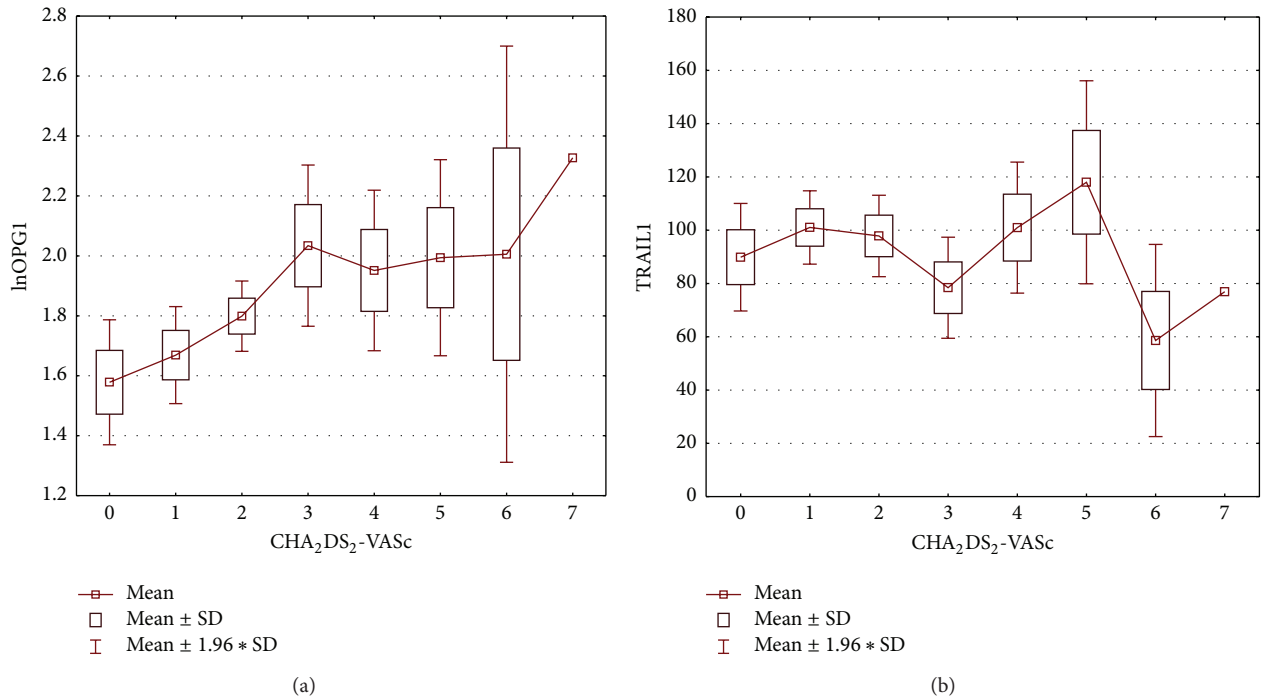 2.8
2.6
2.4
2.2
2.0
1.8
1.6
1.4
1.2
lnOPG1
0 1 2 3 4 5 6 7
CHA₂DS₂-VASc
Mean
Mean ± SD
Mean ± 1.96 ∗ SD
(a)
180
160
140
120
100
80
60
40
20
0
TRAIL1
0 1 2 3 4 5 6 7
CHA₂DS₂-VASc
Mean
Mean ± SD
Mean ± 1.96 ∗ SD
(b)